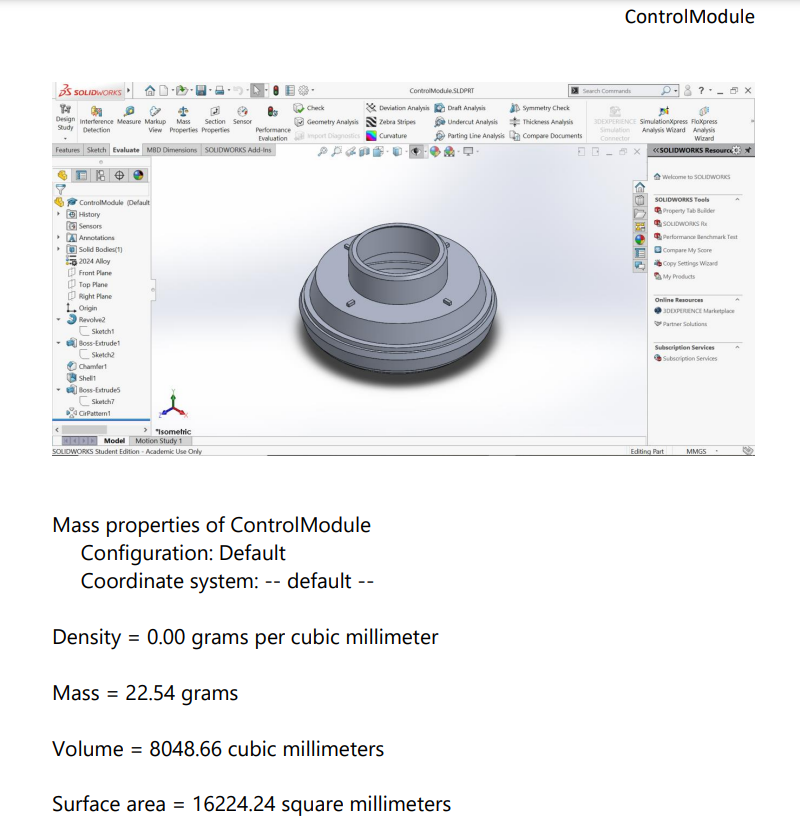 ControlModule
SOLIDWORKS
ControlModule.SLDPRT
Search Commands
Design Study
Interference Detection
Measure
Markup View
Mass Properties
Section Properties
Sensor
Performance Evaluation
Check
Geometry Analysis
Import Diagnostics
Deviation Analysis
Zebra Stripes
Curvature
Draft Analysis
Undercut Analysis
Parting Line Analysis
Symmetry Check
Thickness Analysis
Compare Documents
3DEXPERIENCE Simulation Connector
SimulationXpress Analysis Wizard
FloXpress Analysis Wizard
Features Sketch Evaluate MBD Dimensions SOLIDWORKS Add-Ins
ControlModule (Default
History
Sensors
Annotations
Solid Bodies(1)
2024 Alloy
Front Plane
Top Plane
Right Plane
Origin
Revolve2
Sketch1
Boss-Extrude1
Sketch2
Chamfer1
Shell1
Boss-Extrude5
Sketch7
CirPattern1
*Isometric
Model Motion Study 1
SOLIDWORKS Student Edition - Academic Use Only
Editing Part MMGS
Welcome to SOLIDWORKS
SOLIDWORKS Tools
Property Tab Builder
SOLIDWORKS Rx
Performance Benchmark Test
Compare My Score
Copy Settings Wizard
My Products
Online Resources
3DEXPERIENCE Marketplace
Partner Solutions
Subscription Services
Subscription Services
Mass properties of ControlModule
Configuration: Default
Coordinate system: -- default --
Density = 0.00 grams per cubic millimeter
Mass = 22.54 grams
Volume = 8048.66 cubic millimeters
Surface area = 16224.24 square millimeters